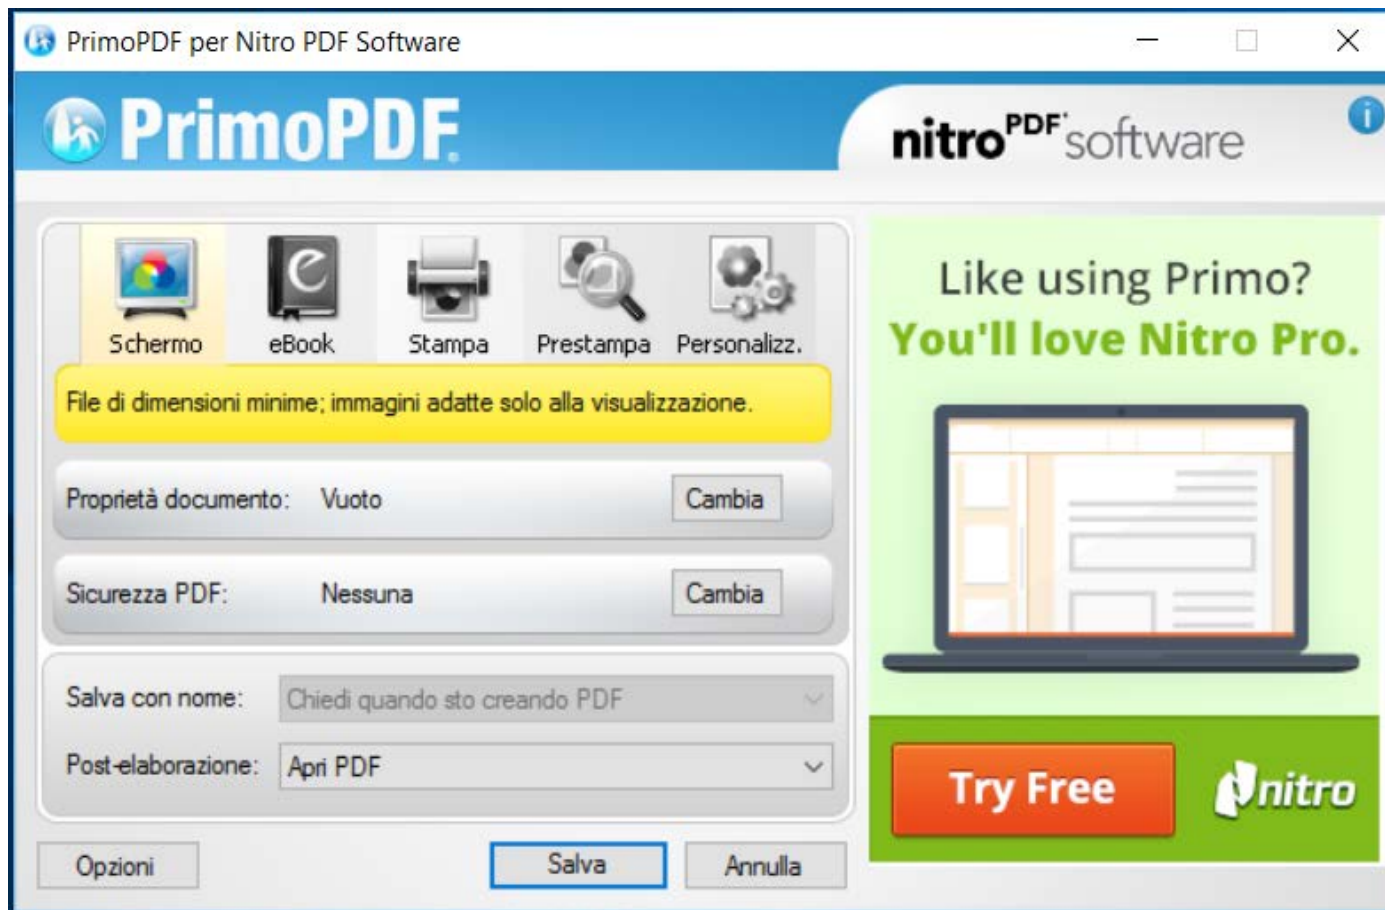 PrimoPDF per Nitro PDF Software
PrimoPDF®
nitroPDF® software
i
Schermo
eBook
Stampa
Prestampa
Personalizz.
File di dimensioni minime; immagini adatte solo alla visualizzazione.
Proprietà documento: Vuoto
Cambia
Sicurezza PDF: Nessuna
Cambia
Salva con nome: Chiedi quando sto creando PDF
Post-elaborazione: Apri PDF
Opzioni
Salva
Annulla
Like using Primo?
You'll love Nitro Pro.
Try Free
nitro